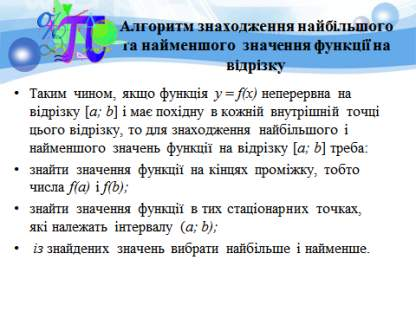 Алгоритм знаходження найбільшого
та найменшого значення функції на
відрізку
• Таким чином, якщо функція y = f(x) неперервна на
відрізку [a; b] і має похідну в кожній внутрішній точці
цього відрізку, то для знаходження найбільшого і
найменшого значень функції на відрізку [a; b] треба:
• знайти значення функції на кінцях проміжку, тобто
числа f(a) і f(b);
• знайти значення функції в тих стаціонарних точках,
які належать інтервалу (a; b);
• із знайдених значень вибрати найбільше і найменше.